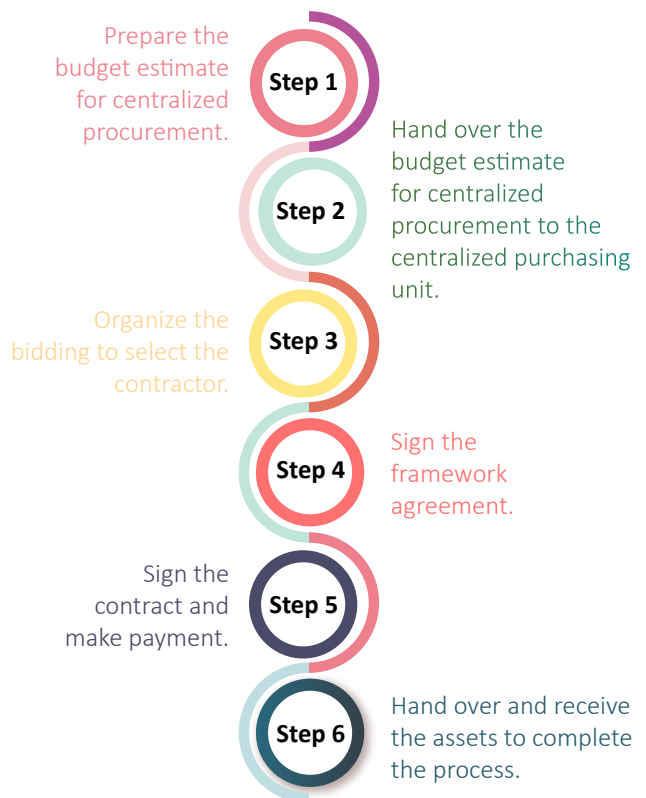 Prepare the
budget estimate
for centralized
procurement.
Step 1
Hand over the
budget estimate
for centralized
procurement to the
centralized purchasing
unit.
Step 2
Organize the
bidding to select the
contractor.
Step 3
Sign the
framework
agreement.
Step 4
Sign the
contract and
make payment.
Step 5
Hand over and receive
the assets to complete
the process.
Step 6